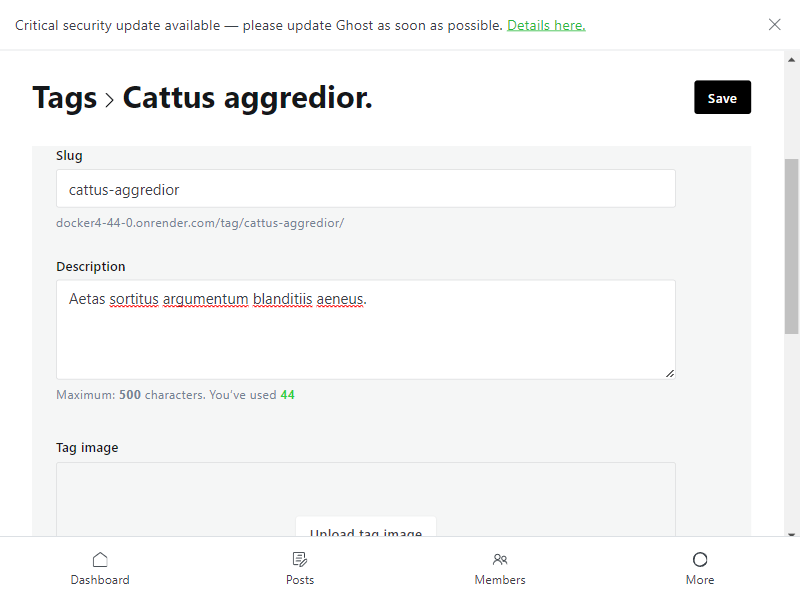 Critical security update available — please update Ghost as soon as possible. Details here.
Tags > Cattus aggredior.
Save
Slug
cattus-aggredior
docker4-44-0.onrender.com/tag/cattus-aggredior/
Description
Aetas sortitus argumentum blanditiis aeneus.
Maximum: 500 characters. You've used 44
Tag image
Upload tag image
Dashboard
Posts
Members
More